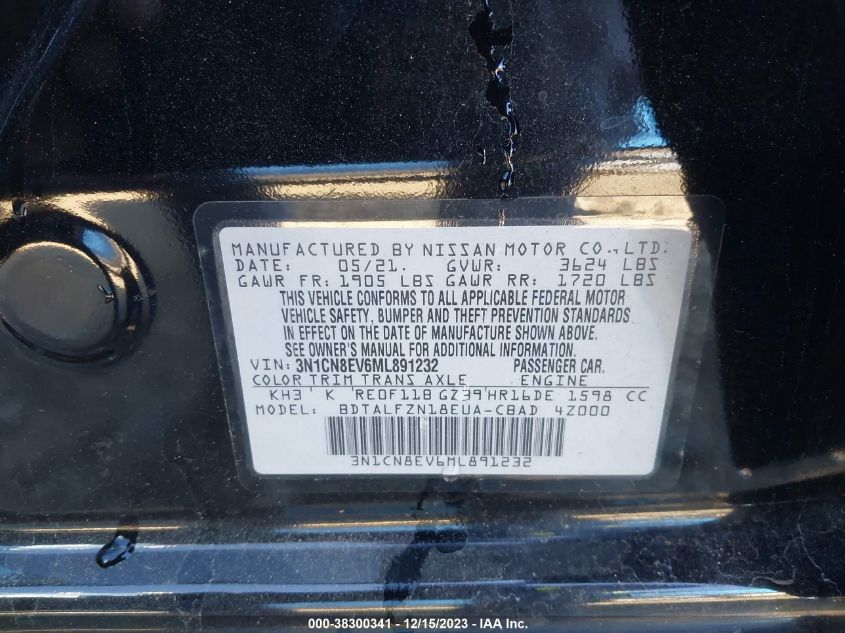 MANUFACTURED BY NISSAN MOTOR CO., LTD.
DATE: 05/21. GVWR: 3624 LBS
GAWR FR: 1905 LBS GAWR RR: 1720 LBS
THIS VEHICLE CONFORMS TO ALL APPLICABLE FEDERAL MOTOR
VEHICLE SAFETY, BUMPER AND THEFT PREVENTION STANDARDS
IN EFFECT ON THE DATE OF MANUFACTURE SHOWN ABOVE.
SEE OWNER'S MANUAL FOR ADDITIONAL INFORMATION.
VIN: 3N1CN8EV6ML891232 PASSENGER CAR.
COLOR TRIM TRANS AXLE ENGINE
KH3 K RE0F11B GZ39 HR16DE 1598 CC
MODEL: BDTALFZN18EUA-CBAD 4Z000
3N1CN8EV6ML891232
000-38300341 - 12/15/2023 - IAA Inc.